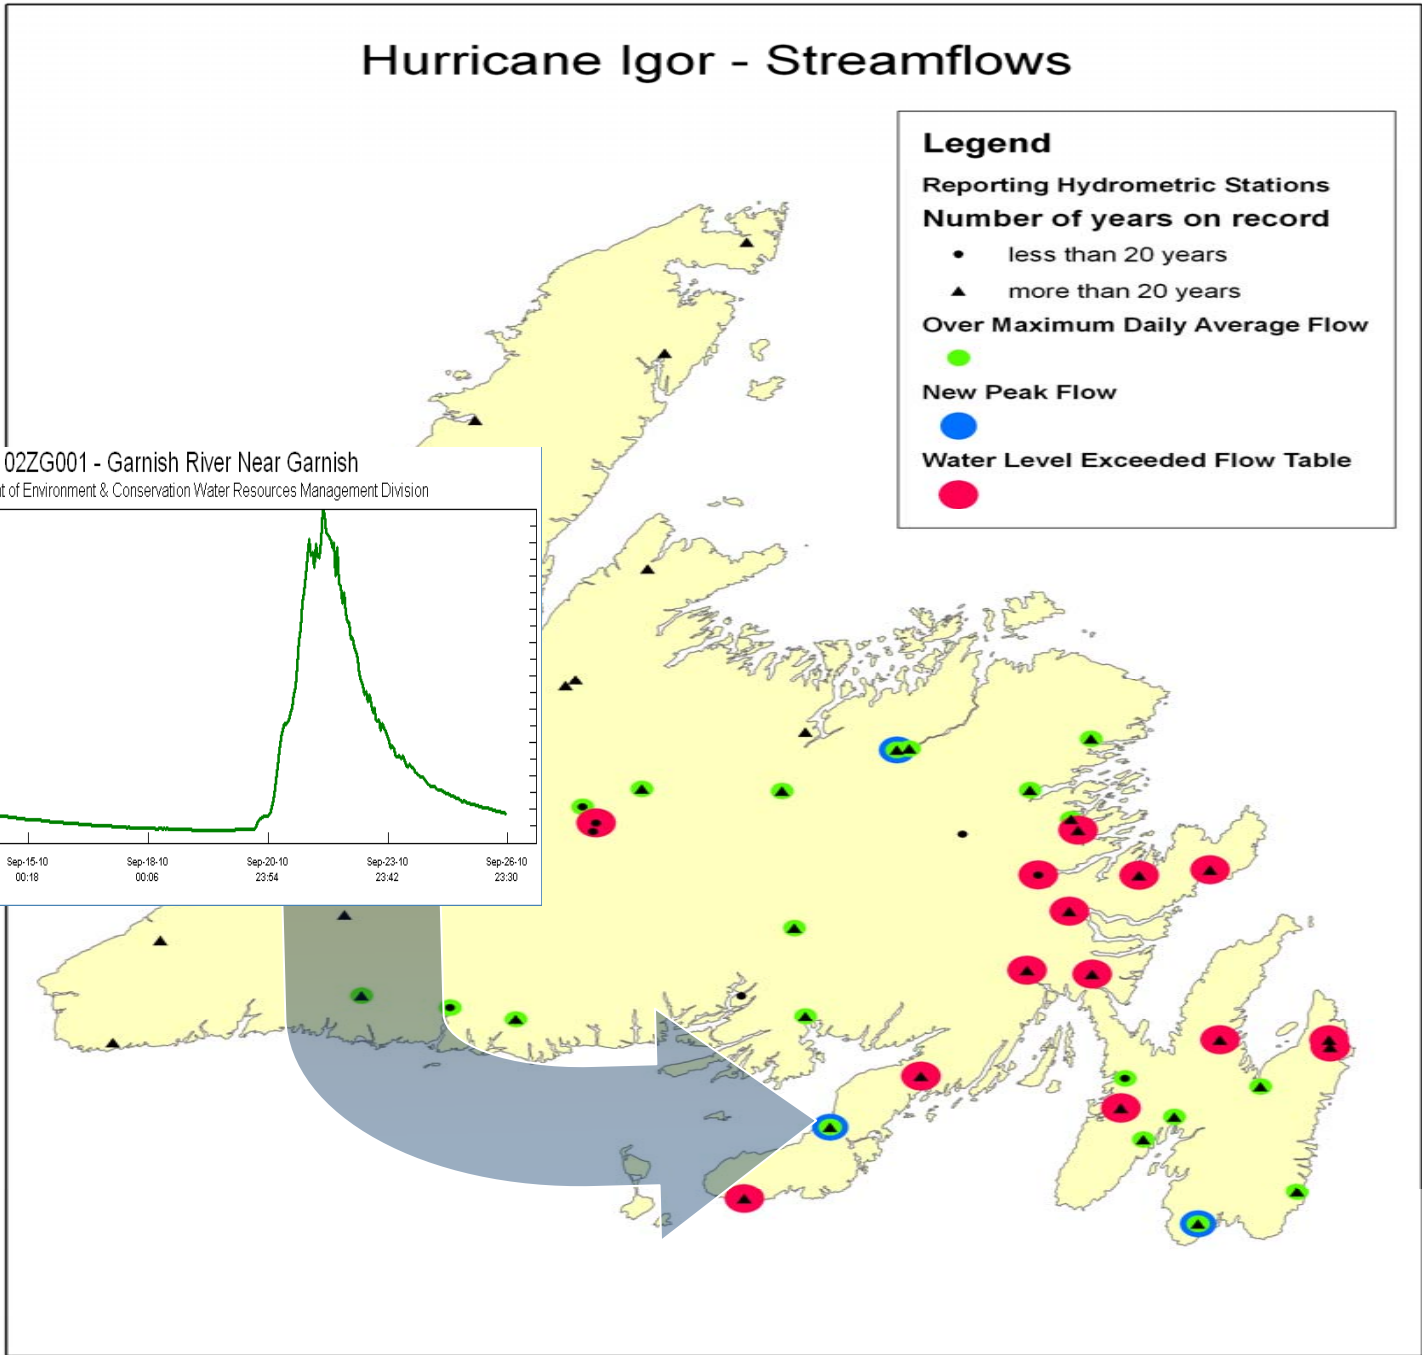 Hurricane Igor - Streamflows
Legend
Reporting Hydrometric Stations
Number of years on record
less than 20 years
more than 20 years
Over Maximum Daily Average Flow
New Peak Flow
Water Level Exceeded Flow Table
02ZG001 - Garnish River Near Garnish
of Environment & Conservation Water Resources Management Division
Sep-15-10 Sep-18-10 Sep-20-10 Sep-23-10 Sep-26-10
00:18 00:06 23:54 23:42 23:30